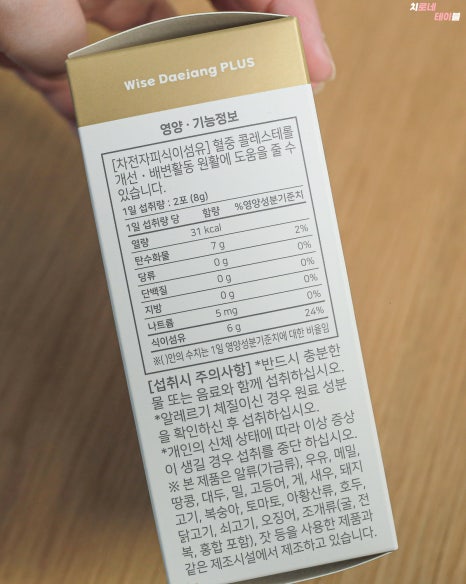 치로네
테이블
Wise Daejang PLUS
영양 · 기능정보
[차전자피식이섬유] 혈중 콜레스테롤
개선 · 배변활동 원활에 도움을 줄 수
있습니다.
1일 섭취량 : 2포 (8g)
1일 섭취량 당 함량 %영양성분기준치
열량 31 kcal
탄수화물 7 g 2%
당류 0 g 0%
단백질 0 g 0%
지방 0 g 0%
나트륨 5 mg 0%
식이섬유 6 g 24%
※( )안의 수치는 1일 영양성분기준치에 대한 비율임
[섭취시 주의사항] *반드시 충분한
물 또는 음료와 함께 섭취하십시오.
*알레르기 체질이신 경우 원료 성분
을 확인하신 후 섭취하십시오.
*개인의 신체 상태에 따라 이상 증상
이 생길 경우 섭취를 중단 하십시오.
※ 본 제품은 알류(가금류), 우유, 메밀,
땅콩, 대두, 밀, 고등어, 게, 새우, 돼지
고기, 복숭아, 토마토, 아황산류, 호두,
닭고기, 쇠고기, 오징어, 조개류(굴, 전
복, 홍합 포함), 잣 등을 사용한 제품과
같은 제조시설에서 제조하고 있습니다.